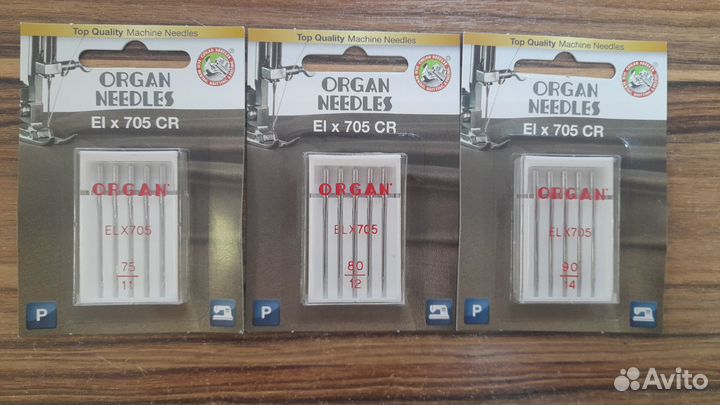 Top Quality Machine Needles
ORGAN
NEEDLES
El x 705 CR
ORGAN
ELX705
75
11
P
Top Quality Machine Needles
ORGAN
NEEDLES
El x 705 CR
ORGAN
ELX705
80
12
P
Top Quality Machine Needles
ORGAN
NEEDLES
El x 705 CR
ORGAN
ELX705
90
14
P
Avito